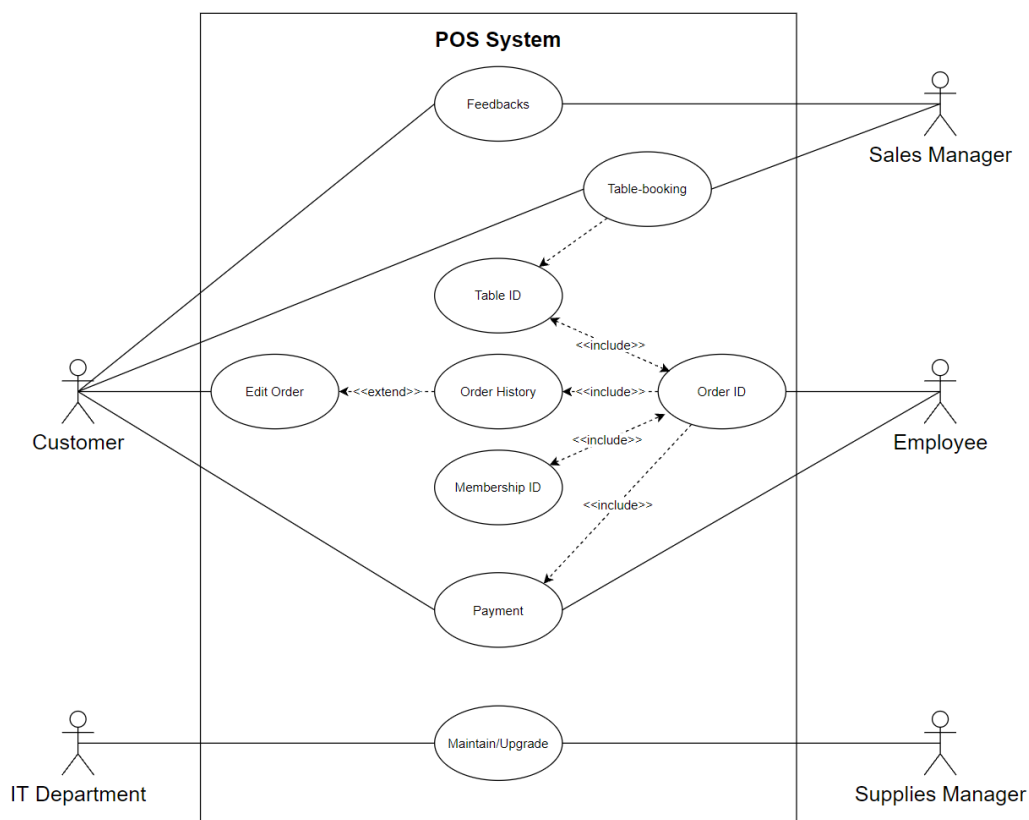 POS System
Feedbacks
Sales Manager
Table-booking
Table ID
<<include>>
Customer
Edit Order
<<extend>>
Order History
<<include>>
Order ID
Employee
<<include>>
Membership ID
<<include>>
Payment
IT Department
Maintain/Upgrade
Supplies Manager